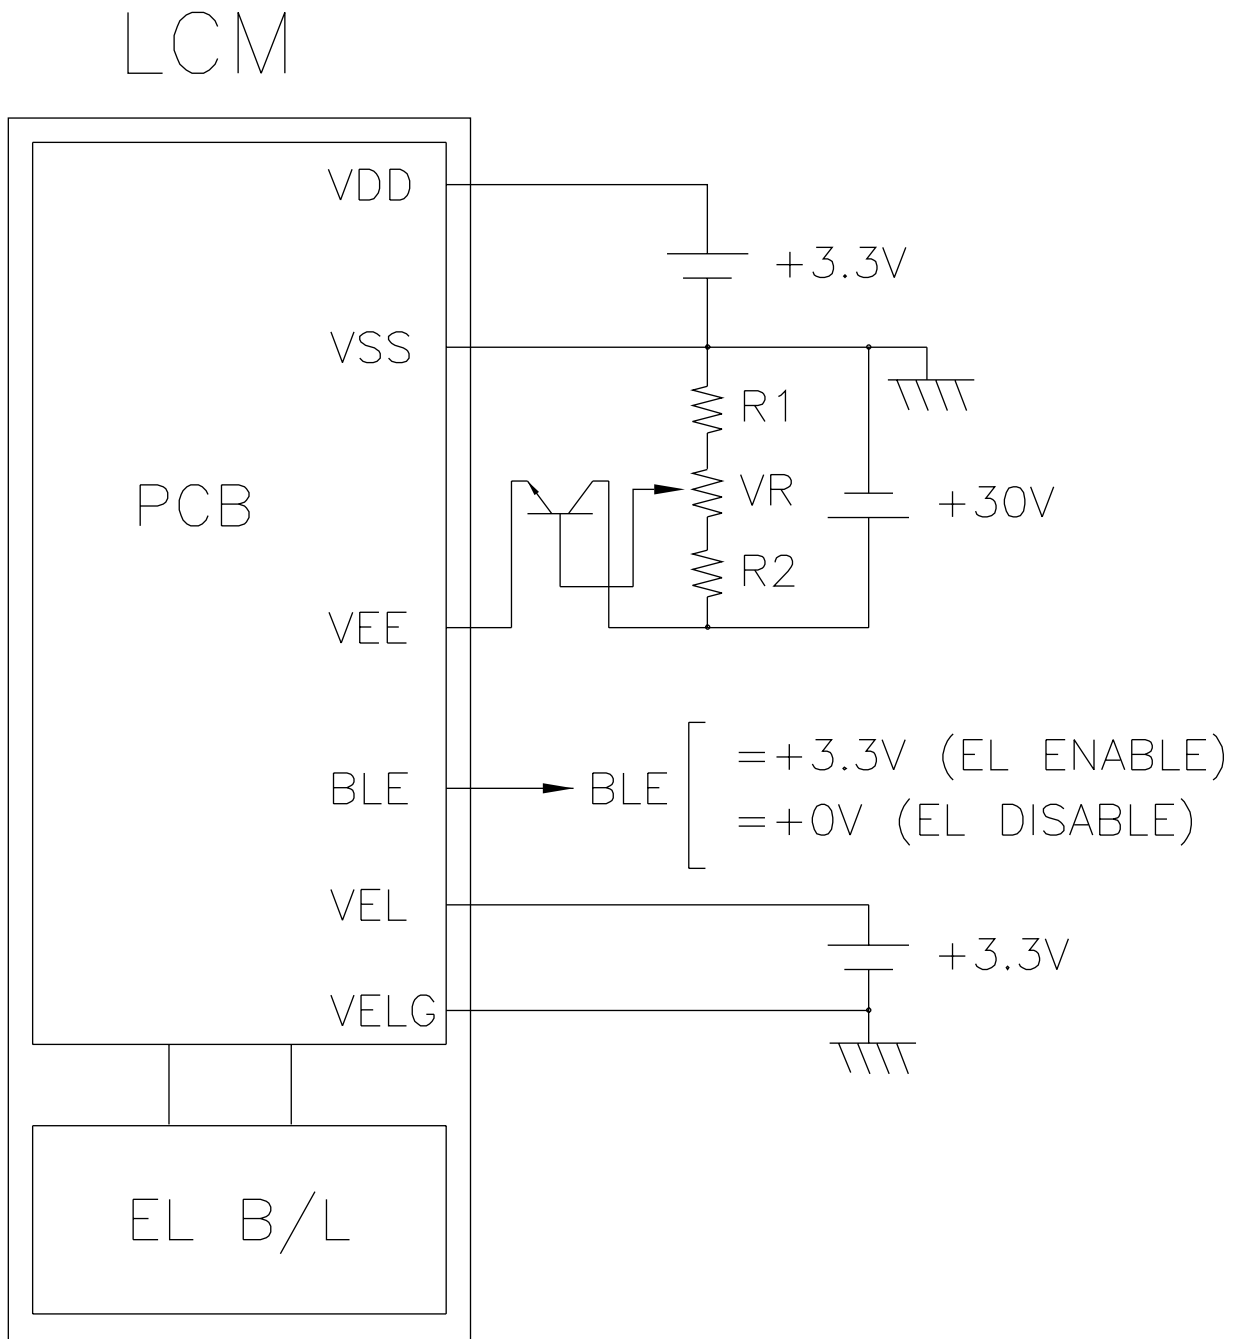 LCM
VDD
+3.3V
VSS
R1
PCB
VR
+30V
R2
VEE
BLE
BLE
=+3.3V (EL ENABLE)
=+0V (EL DISABLE)
VEL
+3.3V
VELG
EL B/L